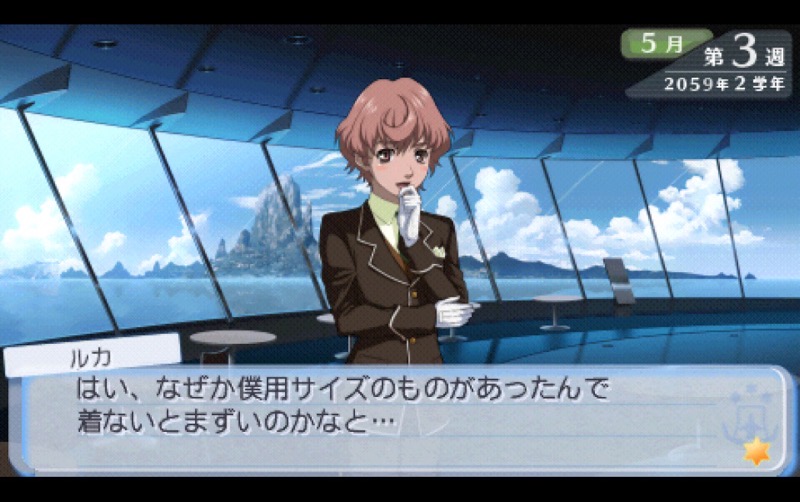 5月
第3週
2059年2学年
ルカ
はい、なぜか僕用サイズのものがあったんで
着ないとまずいのかなと…